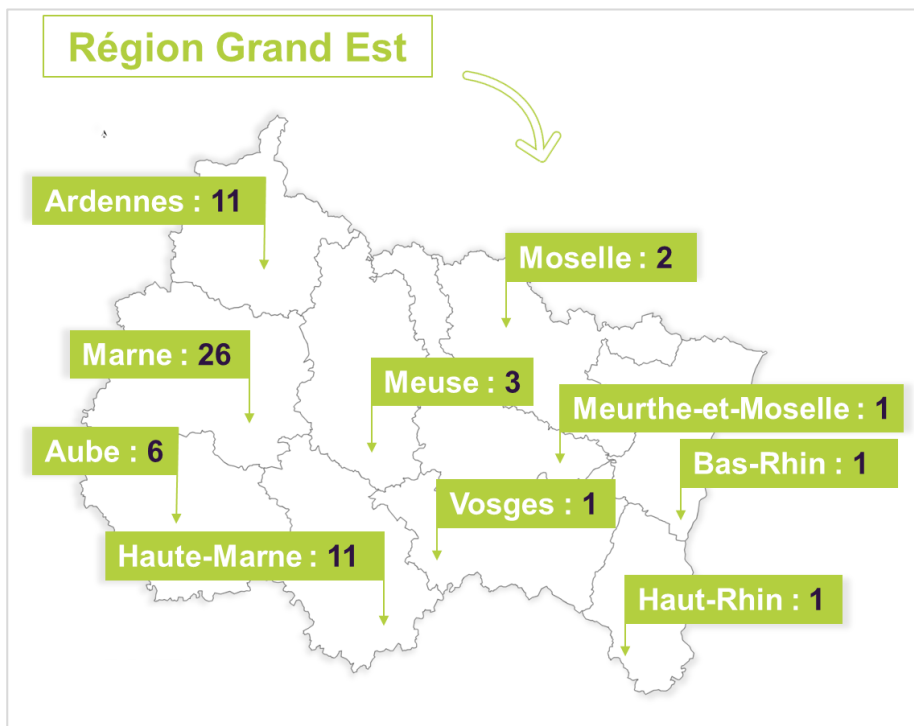 Région Grand Est
Ardennes : 11
Moselle : 2
Marne : 26
Meuse : 3
Meurthe-et-Moselle : 1
Aube : 6
Bas-Rhin : 1
Vosges : 1
Haute-Marne : 11
Haut-Rhin : 1